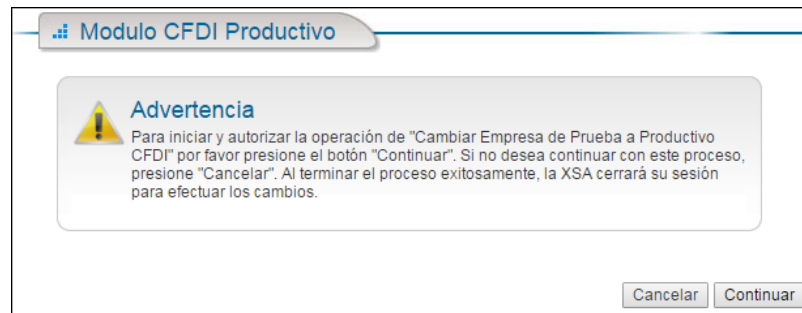 Modulo CFDI Productivo
Advertencia
Para iniciar y autorizar la operación de "Cambiar Empresa de Prueba a Productivo
CFDI" por favor presione el botón "Continuar". Si no desea continuar con este proceso,
presione "Cancelar". Al terminar el proceso exitosamente, la XSA cerrará su sesión
para efectuar los cambios.
Cancelar Continuar